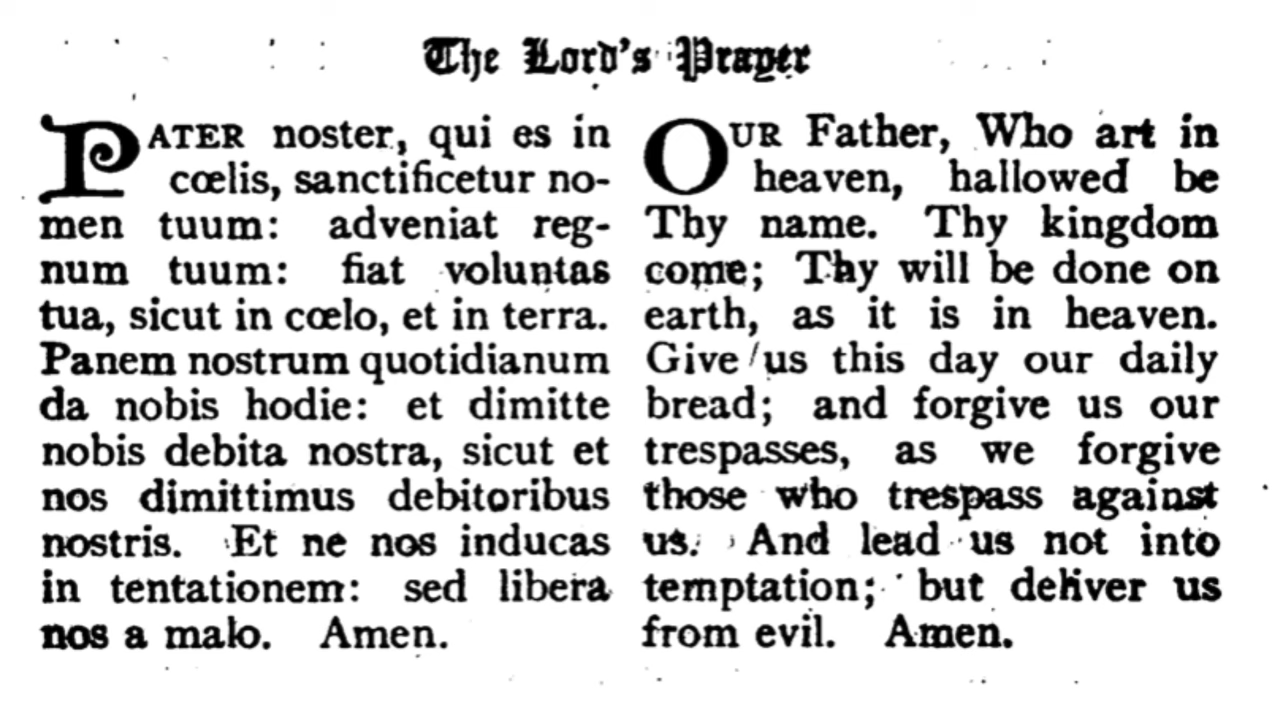 The Lord's Prayer
PATER noster, qui es in
cœlis, sanctificetur no-
men tuum: adveniat reg-
num tuum: fiat voluntas
tua, sicut in cœlo, et in terra.
Panem nostrum quotidianum
da nobis hodie: et dimitte
nobis debita nostra, sicut et
nos dimittimus debitoribus
nostris. Et ne nos inducas
in tentationem: sed libera
nos a malo. Amen.
OUR Father, Who art in
heaven, hallowed be
Thy name. Thy kingdom
come; Thy will be done on
earth, as it is in heaven.
Give us this day our daily
bread; and forgive us our
trespasses, as we forgive
those who trespass against
us. And lead us not into
temptation; but deliver us
from evil. Amen.